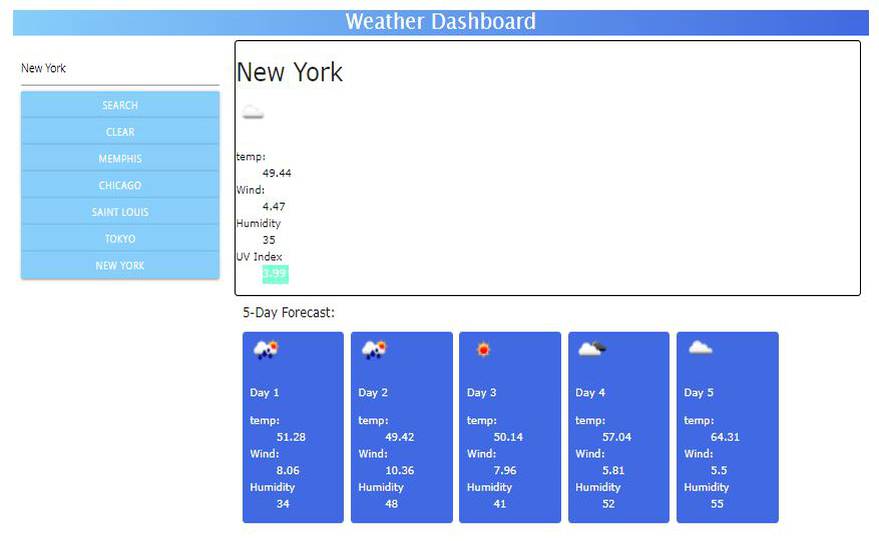 Weather Dashboard
New York
SEARCH
CLEAR
MEMPHIS
CHICAGO
SAINT LOUIS
TOKYO
NEW YORK
New York
temp:
49.44
Wind:
4.47
Humidity
35
UV Index
3.99
5-Day Forecast:
Day 1
temp:
51.28
Wind:
8.06
Humidity
34
Day 2
temp:
49.42
Wind:
10.36
Humidity
48
Day 3
temp:
50.14
Wind:
7.96
Humidity
41
Day 4
temp:
57.04
Wind:
5.81
Humidity
52
Day 5
temp:
64.31
Wind:
5.5
Humidity
55